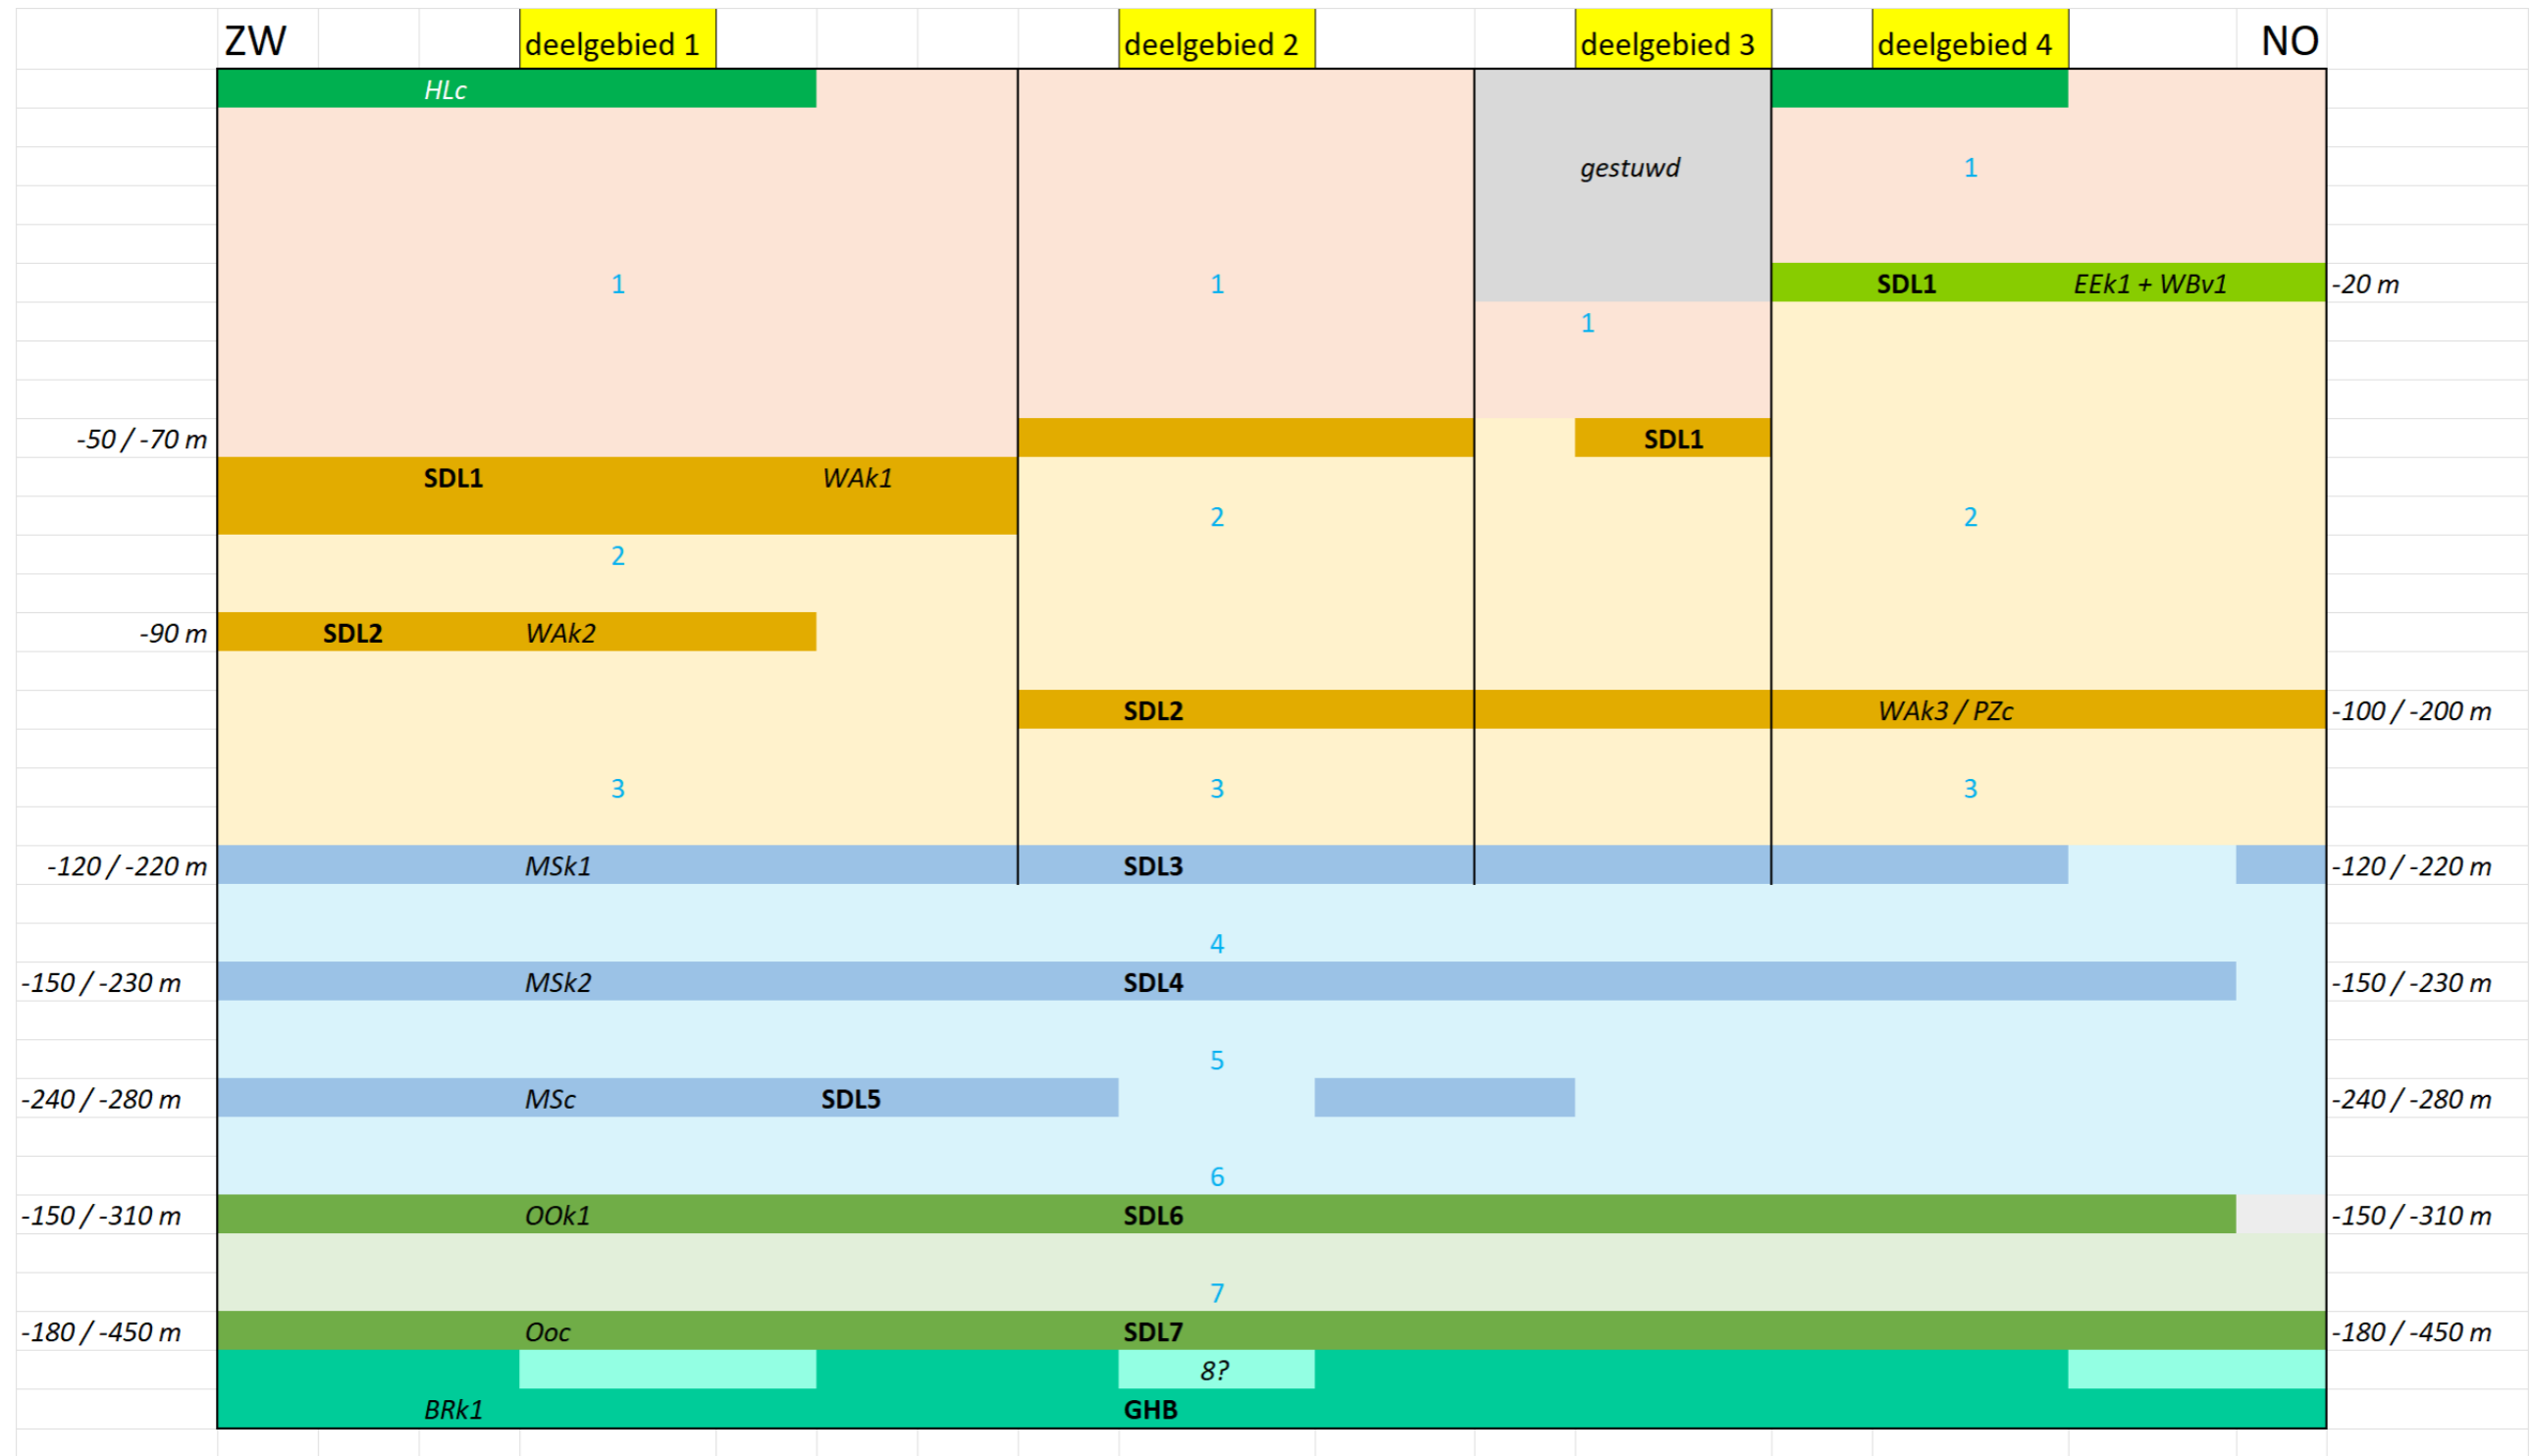 ZW deelgebied 1 deelgebied 2 deelgebied 3 deelgebied 4 NO
HLc
gestuwd 1
1 1 SDL1 EEk1 + WBv1 -20 m
1
-50 / -70 m SDL1
SDL1 WAk1
2 2
2
-90 m SDL2 WAk2
SDL2 WAk3 / PZc -100 / -200 m
3 3 3
-120 / -220 m MSk1 SDL3 -120 / -220 m
4
-150 / -230 m MSk2 SDL4 -150 / -230 m
5
-240 / -280 m MSc SDL5 -240 / -280 m
6
-150 / -310 m OOk1 SDL6 -150 / -310 m
7
-180 / -450 m Ooc SDL7 -180 / -450 m
8?
BRk1 GHB